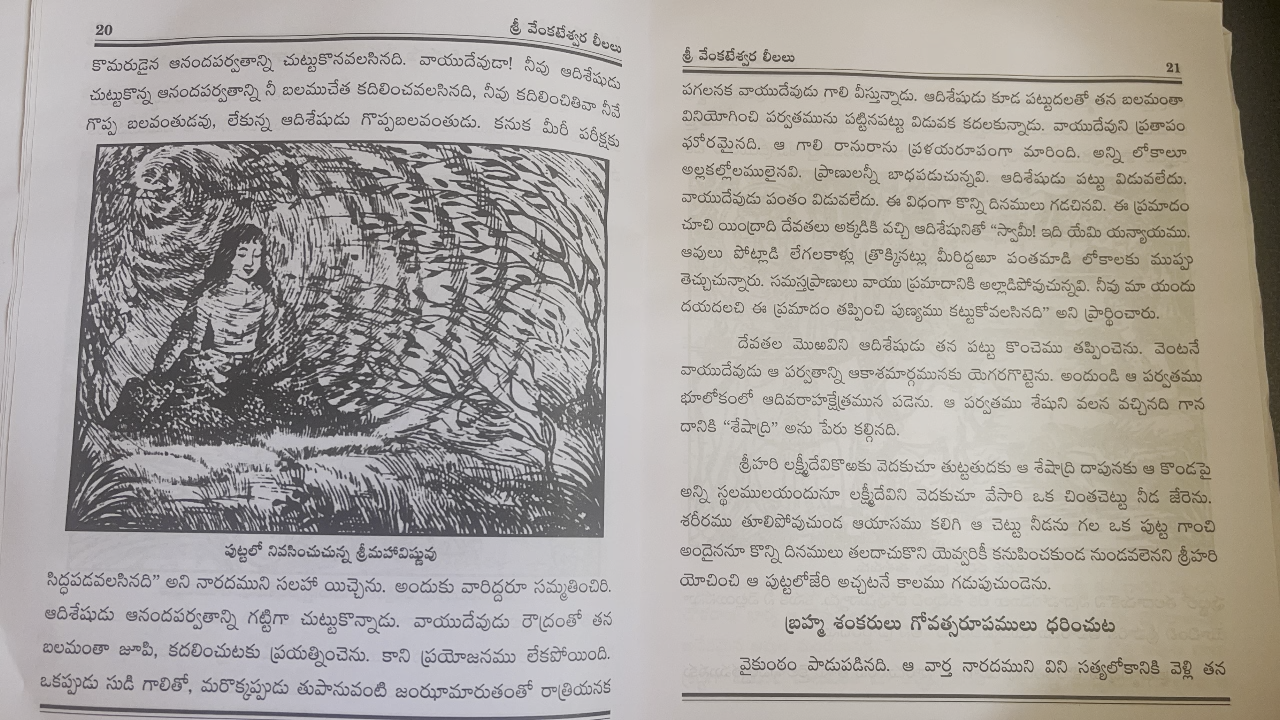 20
శ్రీ వేంకటేశ్వర లీలలు
కొమరుడైన ఆనందపర్వతాన్ని చుట్టుకొనవలసినది. వాయుదేవుడా! నీవు ఆదిశేషుడు
చుట్టుకొన్న ఆనందపర్వతాన్ని నీ బలముచేత కదిలించవలసినది, నీవు కదిలించితివా నీవే
గొప్ప బలవంతుడవు, లేకున్న ఆదిశేషుడు గొప్పబలవంతుడు. కనుక మీరీ పరీక్షకు
పుట్టలో నివసించుచున్న శ్రీమహావిష్ణువు
సిద్ధపడవలసినది" అని నారదముని సలహా యిచ్చెను. అందుకు వారిద్దరూ సమ్మతించిరి.
ఆదిశేషుడు ఆనందపర్వతాన్ని గట్టిగా చుట్టుకొన్నాడు. వాయుదేవుడు రౌద్రంతో తన
బలమంతా జూపి, కదలించుటకు ప్రయత్నించెను. కాని ప్రయోజనము లేకపోయింది.
ఒకప్పుడు సుడి గాలితో, మరొక్కప్పుడు తుపానువంటి జంఝామారుతంతో రాత్రియనక
శ్రీ వేంకటేశ్వర లీలలు
21
పగలనక వాయుదేవుడు గాలి వీస్తున్నాడు. ఆదిశేషుడు కూడ పట్టుదలతో తన బలమంతా
వినియోగించి పర్వతమును పట్టినపట్టు విడువక కదలకున్నాడు. వాయుదేవుని ప్రతాపం
ఘోరమైనది. ఆ గాలి రానురాను ప్రళయరూపంగా మారింది. అన్ని లోకాలూ
అల్లకల్లోలములైనవి. ప్రాణులన్నీ బాధపడుచున్నవి. ఆదిశేషుడు పట్టు విడువలేదు.
వాయుదేవుడు పంతం విడువలేదు. ఈ విధంగా కొన్ని దినములు గడచినవి. ఈ ప్రమాదం
చూచి యింద్రాది దేవతలు అక్కడికి వచ్చి ఆదిశేషునితో "స్వామీ! ఇది యేమి యన్యాయము.
ఆవులు పోట్లాడి లేగలకాళ్లు త్రొక్కినట్లు మీరిద్దఱూ పంతమాడి లోకాలకు ముప్పు
తెచ్చుచున్నారు. సమస్తప్రాణులు వాయు ప్రమాదానికి అల్లాడిపోవుచున్నవి. నీవు మా యందు
దయదలచి ఈ ప్రమాదం తప్పించి పుణ్యము కట్టుకోవలసినది" అని ప్రార్థించారు.
దేవతల మొఱవిని ఆదిశేషుడు తన పట్టు కొంచెము తప్పించెను. వెంటనే
వాయుదేవుడు ఆ పర్వతాన్ని ఆకాశమార్గమునకు యెగరగొట్టెను. అందుండి ఆ పర్వతము
భూలోకంలో ఆదివరాహక్షేత్రమున పడెను. ఆ పర్వతము శేషుని వలన వచ్చినది గాన
దానికి "శేషాద్రి" అను పేరు కల్గినది.
శ్రీహరి లక్ష్మీదేవికొఱకు వెదకుచూ తుట్టతుదకు ఆ శేషాద్రి దాపునకు ఆ కొండపై
అన్ని స్థలములయందునూ లక్ష్మీదేవిని వెదకుచూ వేసారి ఒక చింతచెట్టు నీడ జేరెను.
శరీరము తూలిపోవుచుండ ఆయాసము కలిగి ఆ చెట్టు నీడను గల ఒక పుట్ట గాంచి
అందైననూ కొన్ని దినములు తలదాచుకొని యెవ్వరికీ కనుపించకుండ నుండవలెనని శ్రీహరి
యోచించి ఆ పుట్టలోజేరి అచ్చటనే కాలము గడుపుచుండెను.
బ్రహ్మ శంకరులు గోవత్సరూపములు ధరించుట
వైకుంఠం పాడుపడినది. ఆ వార్త నారదముని విని సత్యలోకానికి వెళ్లి తన